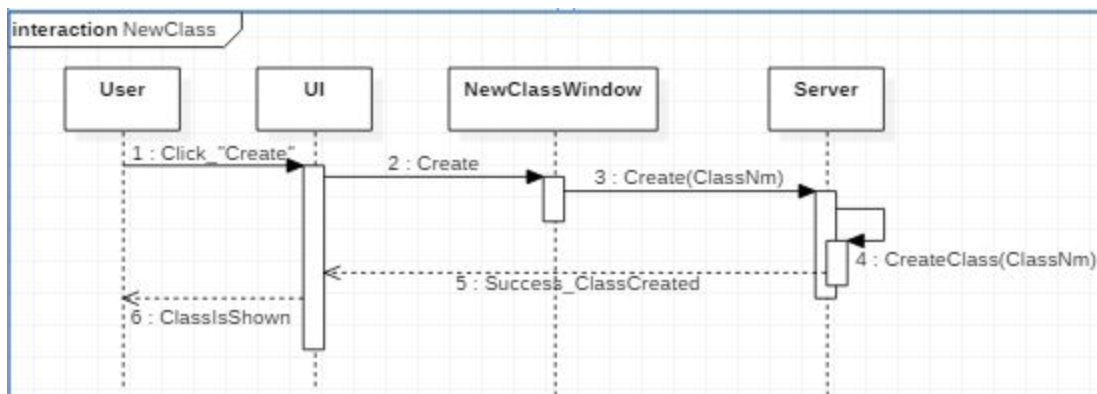 interaction NewClass
User
UI
NewClassWindow
Server
1 : Click_"Create"
2 : Create
3 : Create(ClassNm)
4 : CreateClass(ClassNm)
5 : Success_ClassCreated
6 : ClassIsShown